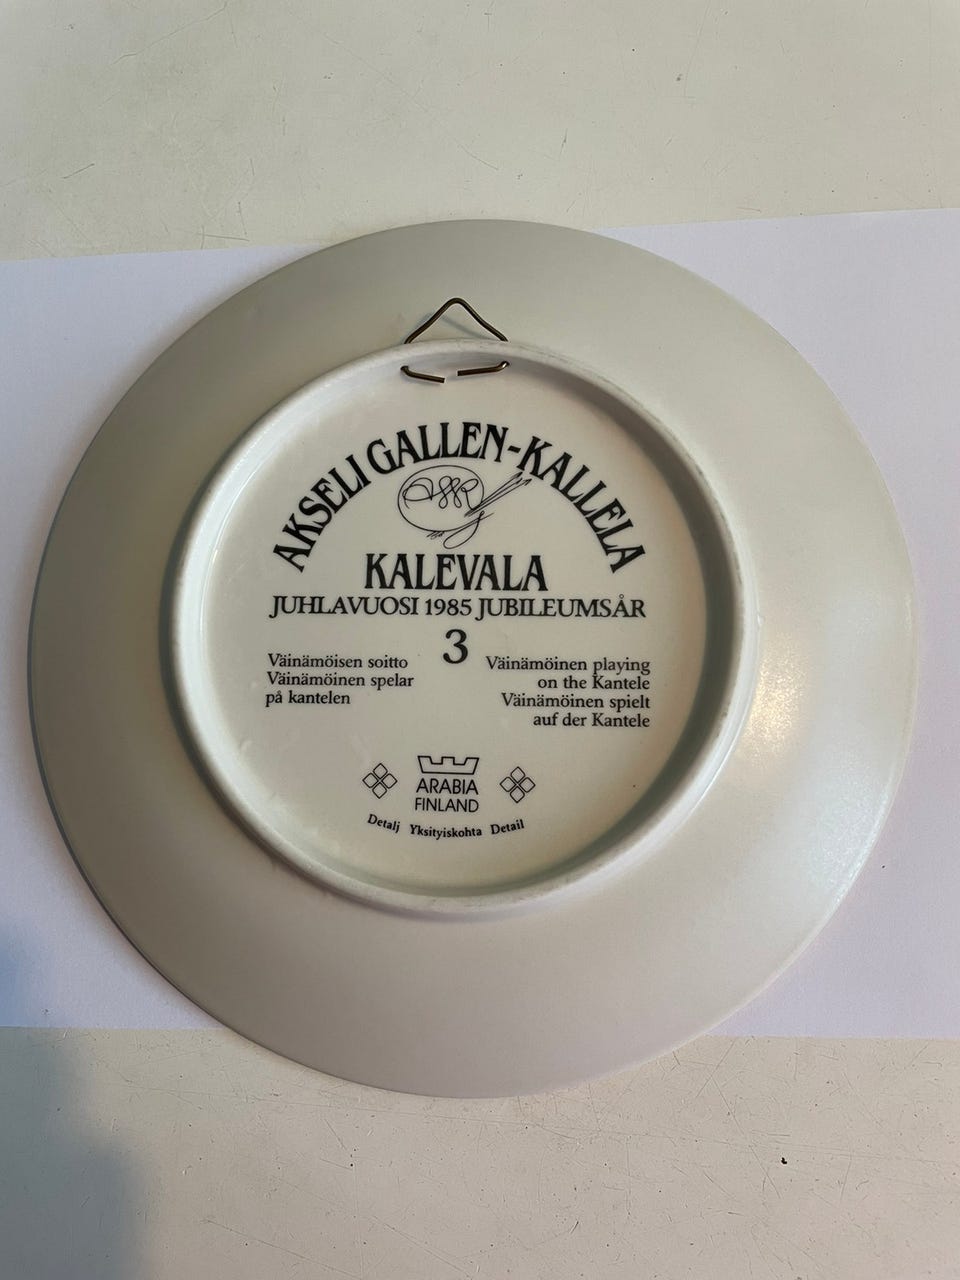 AKSELI GALLEN-KALLELA
KALEVALA
JUHLAVUOSI 1985 JUBILEUMSÅR
3
Väinämöisen soitto
Väinämöinen spelar
på kantelen
Väinämöinen playing
on the Kantele
Väinämöinen spielt
auf der Kantele
ARABIA
FINLAND
Detalj Yksityiskohta Detail